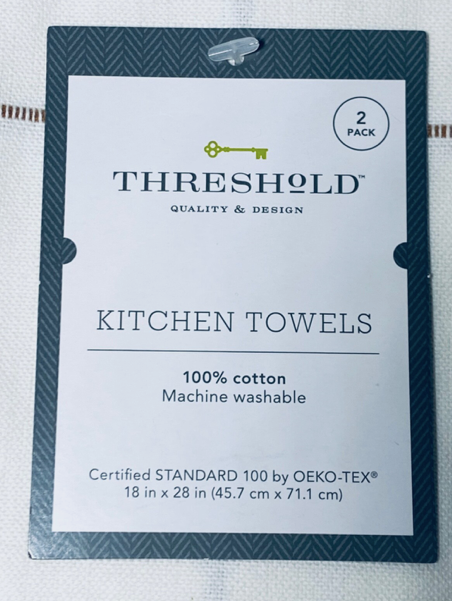 2
PACK
THRESHOLD™
QUALITY & DESIGN
KITCHEN TOWELS
100% cotton
Machine washable
Certified STANDARD 100 by OEKO-TEX®
18 in x 28 in (45.7 cm x 71.1 cm)